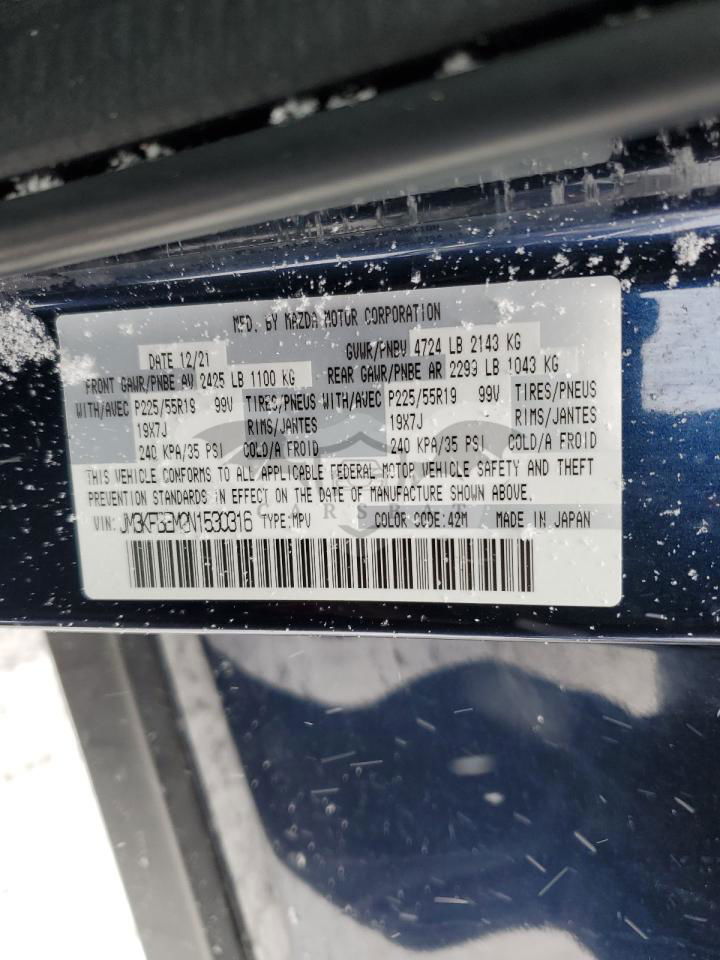 MFD. BY MAZDA MOTOR CORPORATION
DATE 12/21 GVWR/PNBV 4724 LB 2143 KG
FRONT GAWR/PNBE AV 2425 LB 1100 KG REAR GAWR/PNBE AR 2293 LB 1043 KG
WITH/AVEC P225/55R19 99V TIRES/PNEUS WITH/AVEC P225/55R19 99V TIRES/PNEUS
19X7J RIMS/JANTES 19X7J RIMS/JANTES
240 KPA/35 PSI COLD/A FROID 240 KPA/35 PSI COLD/A FROID
THIS VEHICLE CONFORMS TO ALL APPLICABLE FEDERAL MOTOR VEHICLE SAFETY AND THEFT
PREVENTION STANDARDS IN EFFECT ON THE DATE OF MANUFACTURE SHOWN ABOVE.
VIN: TYPE:MPV COLOR CODE:42M MADE IN JAPAN